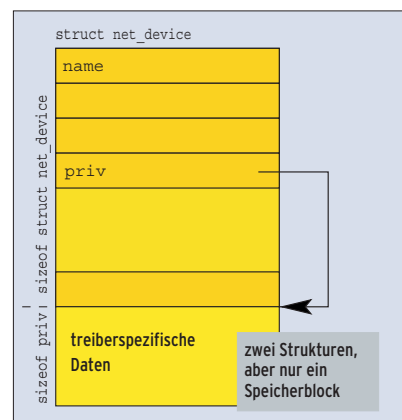 struct net_device
name
priv
sizeof struct net_device
sizeof priv
treiberspezifische
Daten
zwei Strukturen,
aber nur ein
Speicherblock